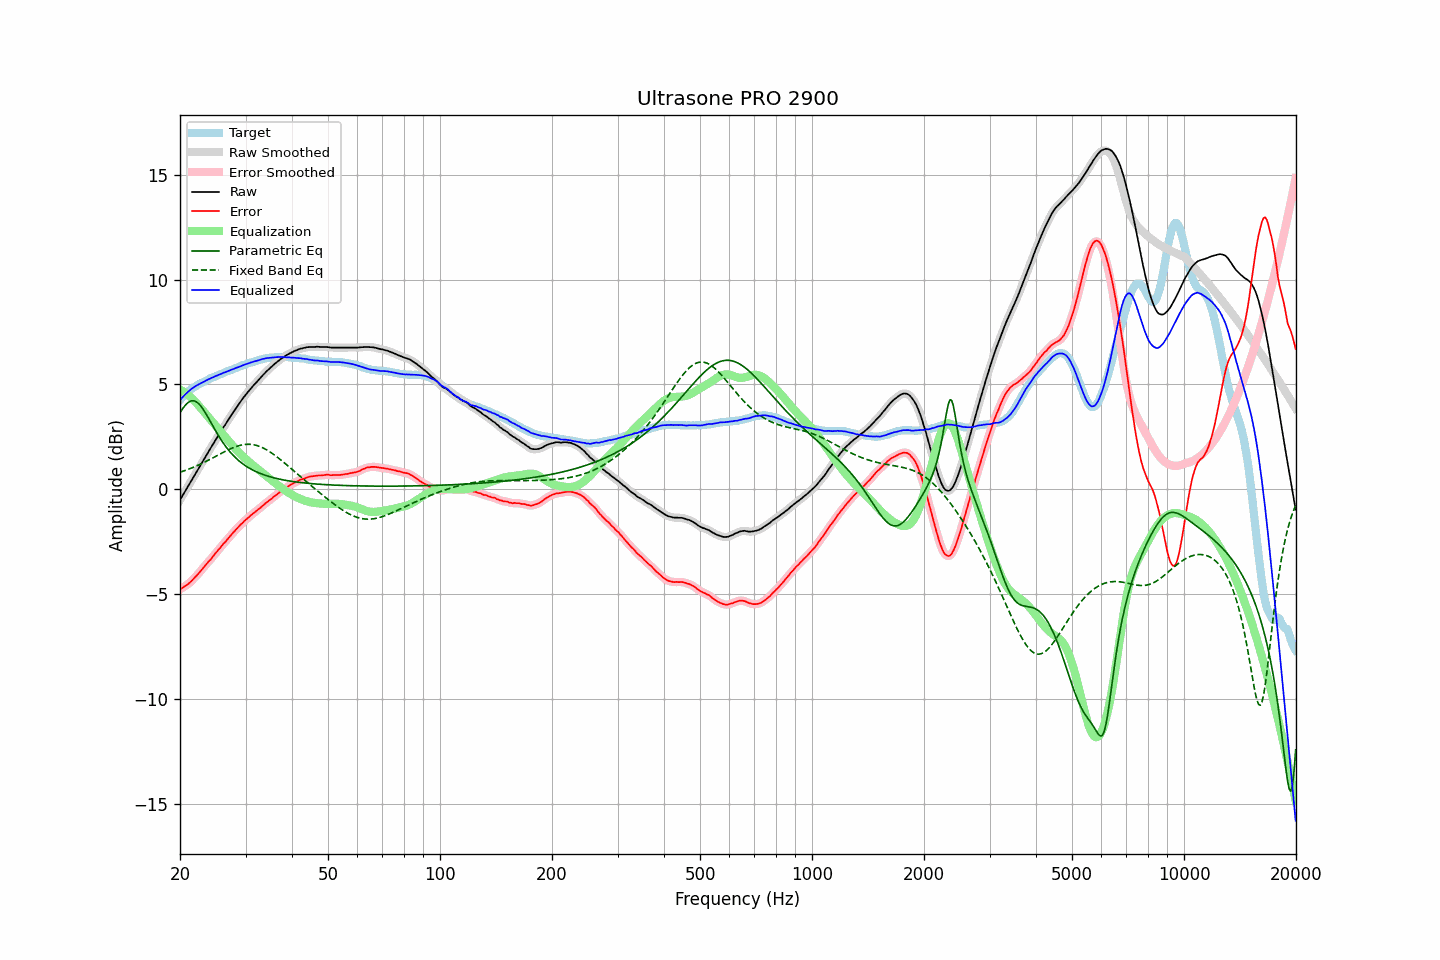 Ultrasone PRO 2900
Target
Raw Smoothed
Error Smoothed
Raw
Error
Equalization
Parametric Eq
Fixed Band Eq
Equalized
Amplitude (dBr)
15
10
5
0
−5
−10
−15
20 50 100 200 500 1000 2000 5000 10000 20000
Frequency (Hz)